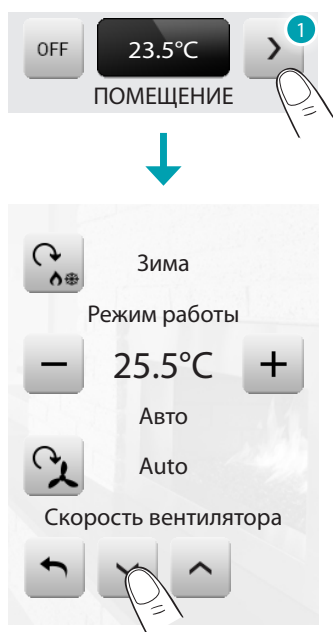 1
OFF 23.5°C
ПОМЕЩЕНИЕ
Зима
Режим работы
25.5°C
Авто
Auto
Скорость вентилятора